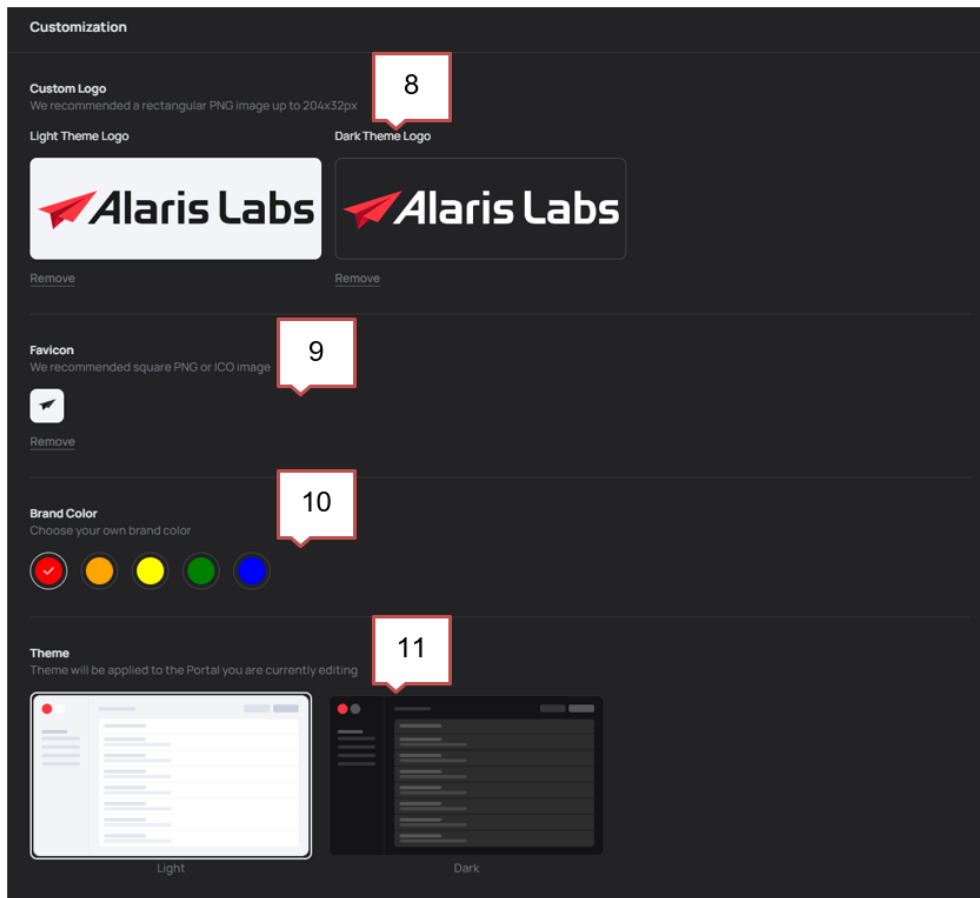 Customization
8
Custom Logo
We recommended a rectangular PNG image up to 204x32px
Light Theme Logo
Dark Theme Logo
Alaris Labs
Alaris Labs
Remove
Remove
9
Favicon
We recommended square PNG or ICO image
Remove
10
Brand Color
Choose your own brand color
11
Theme
Theme will be applied to the Portal you are currently editing
Light
Dark